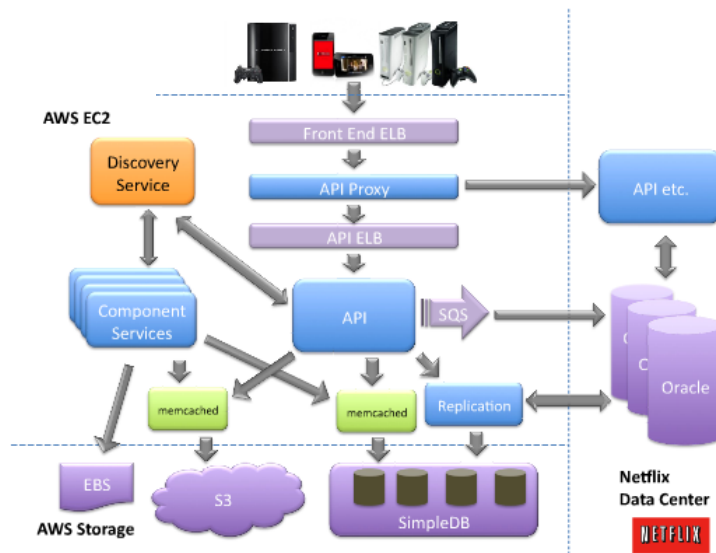 AWS EC2
Front End ELB
Discovery
Service
API Proxy
API etc.
API ELB
Component
Services
API
SQS
Oracle
memcached
memcached
Replication
EBS
S3
SimpleDB
AWS Storage
Netflix
Data Center
NETFLIX